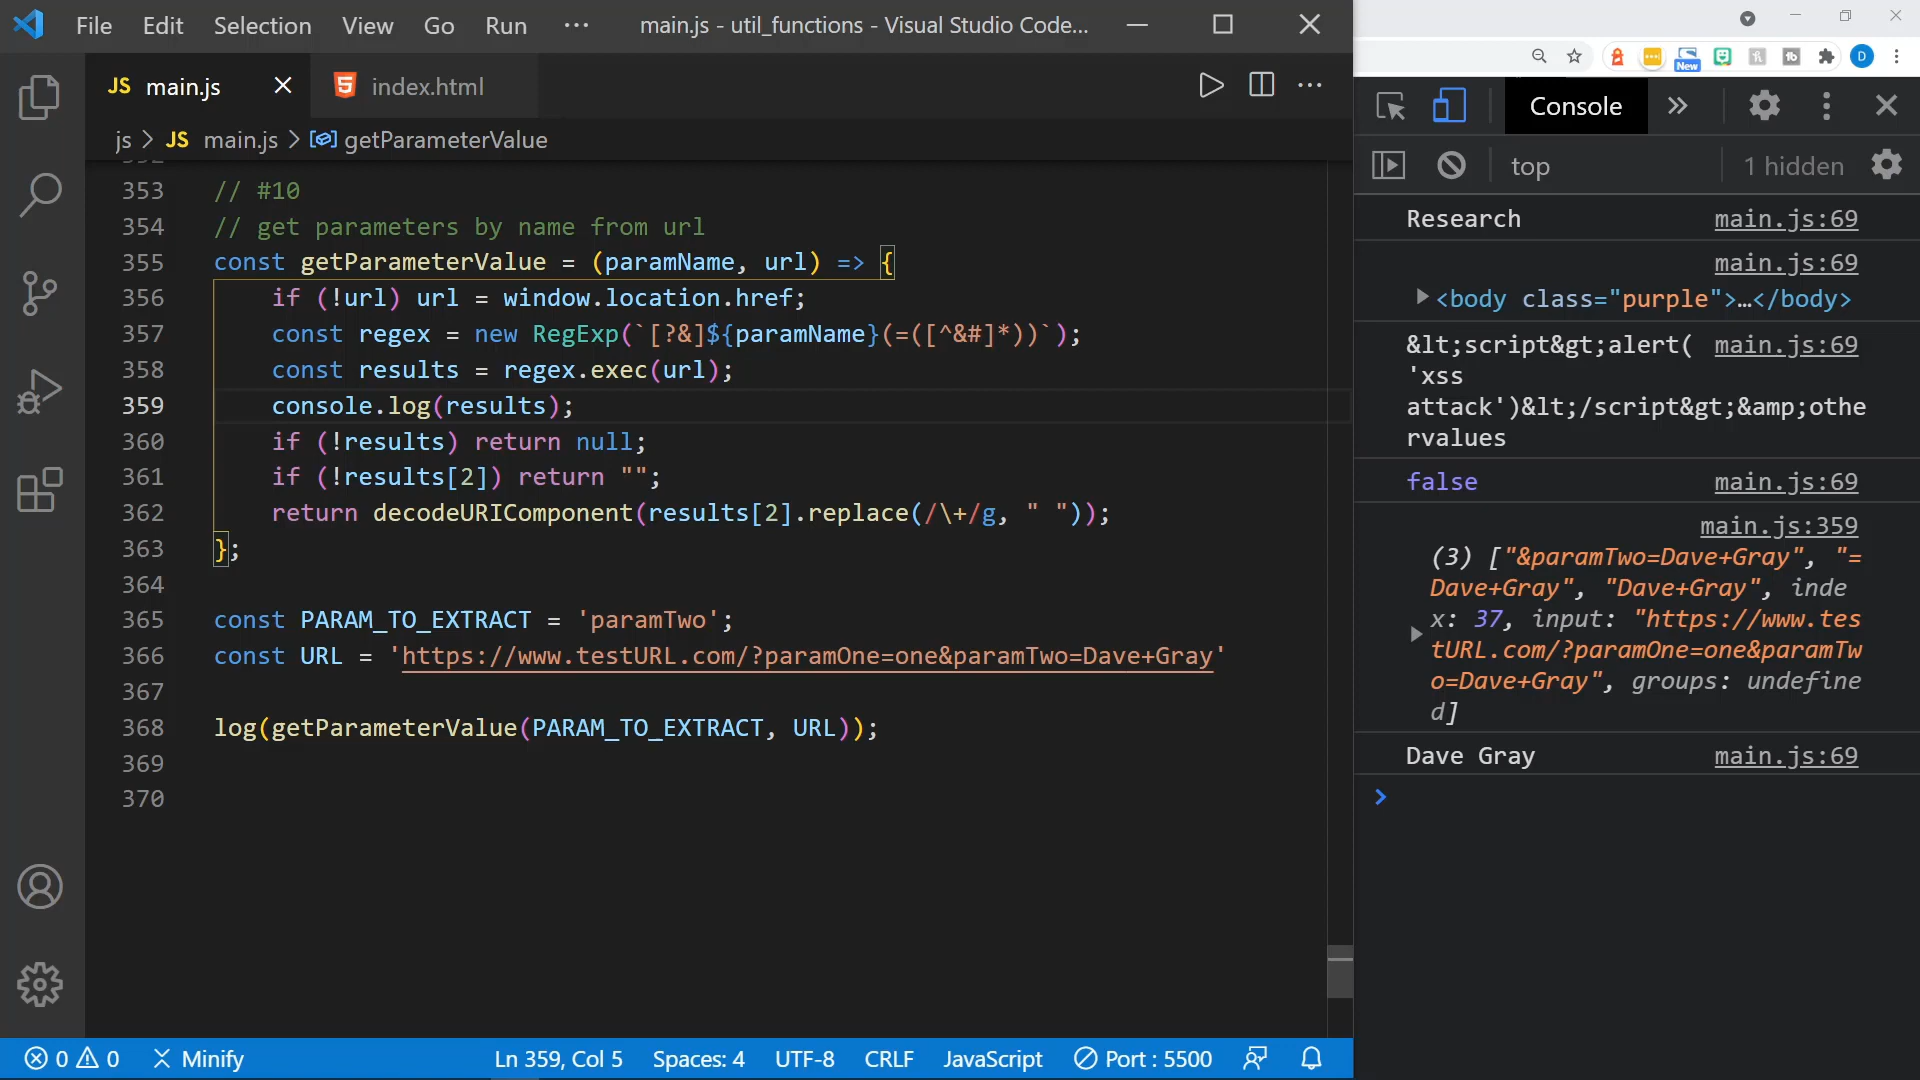 File Edit Selection View Go Run ··· main.js - util_functions - Visual Studio Code...
JS main.js index.html
js > JS main.js > getParameterValue
353 // #10
354 // get parameters by name from url
355 const getParameterValue = (paramName, url) => {
356 if (!url) url = window.location.href;
357 const regex = new RegExp(`[?&]${paramName}(=([^&#]*))`);
358 const results = regex.exec(url);
359 console.log(results);
360 if (!results) return null;
361 if (!results[2]) return "";
362 return decodeURIComponent(results[2].replace(/\+/g, " "));
363 };
364
365 const PARAM_TO_EXTRACT = 'paramTwo';
366 const URL = 'https://www.testURL.com/?paramOne=one&paramTwo=Dave+Gray'
367
368 log(getParameterValue(PARAM_TO_EXTRACT, URL));
369
370
0 0 Minify Ln 359, Col 5 Spaces: 4 UTF-8 CRLF JavaScript Port : 5500
New D
Console »
top 1 hidden
Research main.js:69
main.js:69
<body class="purple">…</body>
&lt;script&gt;alert( main.js:69
'xss
attack')&lt;/script&gt;&amp;othe
rvalues
false main.js:69
main.js:359
(3) ["&paramTwo=Dave+Gray", "=
Dave+Gray", "Dave+Gray", inde
x: 37, input: "https://www.tes
tURL.com/?paramOne=one&paramTw
o=Dave+Gray", groups: undefine
d]
Dave Gray main.js:69